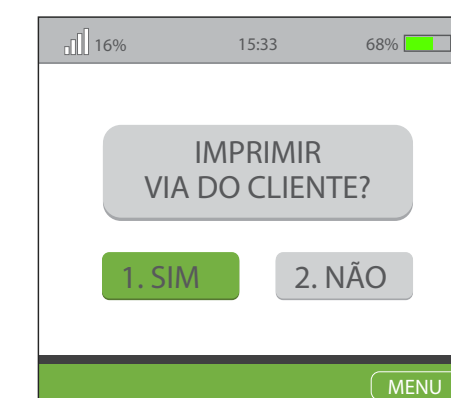 16% 15:33 68%
IMPRIMIR
VIA DO CLIENTE?
1. SIM 2. NÃO
MENU